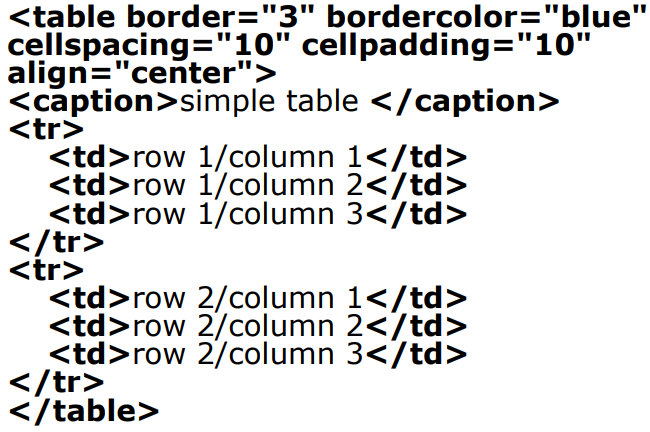 <table border="3" bordercolor="blue"
cellspacing="10" cellpadding="10"
align="center">
<caption>simple table </caption>
<tr>
<td>row 1/column 1</td>
<td>row 1/column 2</td>
<td>row 1/column 3</td>
</tr>
<tr>
<td>row 2/column 1</td>
<td>row 2/column 2</td>
<td>row 2/column 3</td>
</tr>
</table>